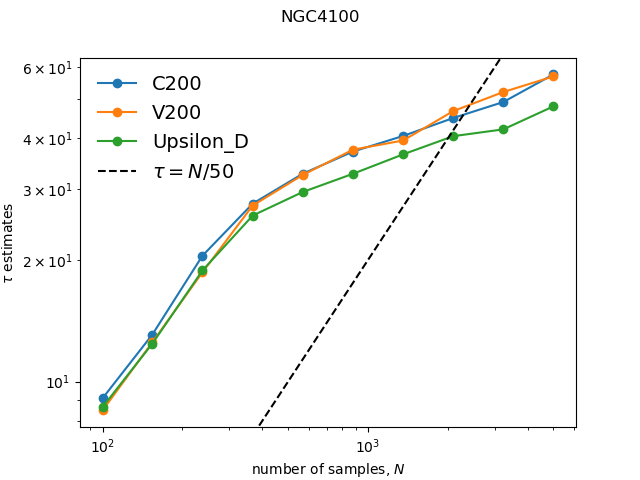 NGC4100
C200
V200
Upsilon_D
τ = N/50
6 × 10¹
4 × 10¹
3 × 10¹
2 × 10¹
10¹
τ estimates
10² 10³
number of samples, N